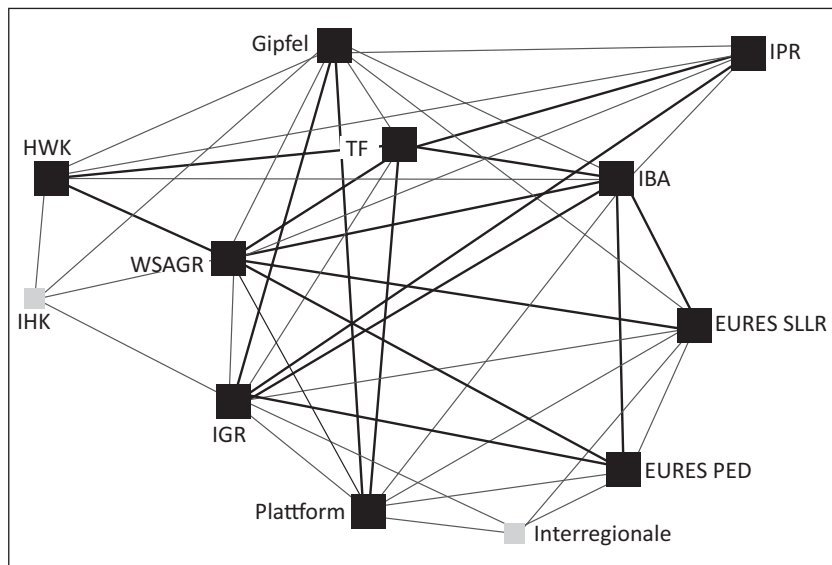 Gipfel
IPR
HWK
TF
IBA
WSAGR
IHK
EURES SLLR
IGR
EURES PED
Plattform
Interregionale